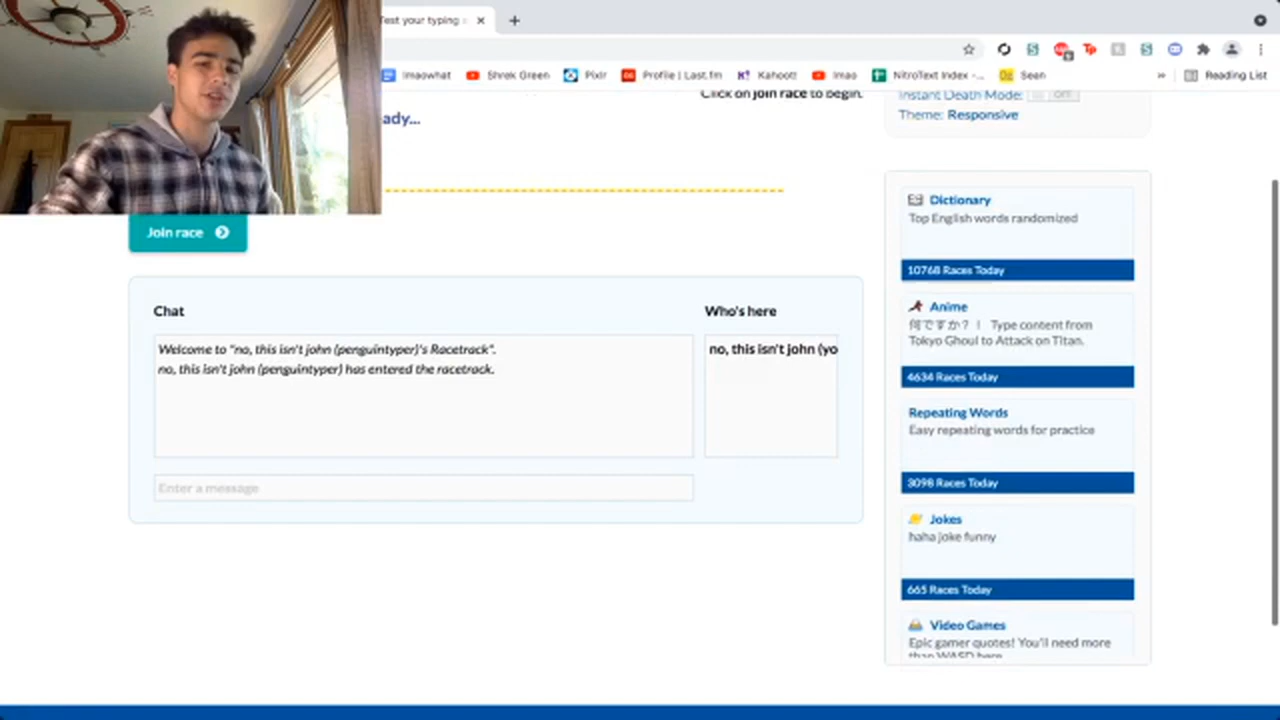 Test your typing s
lmaowhat
Shrek Green
Pixlr
Profile | Last.fm
Kahoot!
lmao
NitroText Index -...
Sean
»
Reading List
Click on join race to begin.
ady...
Instant Death Mode: Off
Theme: Responsive
Join race
Chat
Who's here
Welcome to "no, this isn't john (penguintyper)'s Racetrack".
no, this isn't john (penguintyper) has entered the racetrack.
no, this isn't john (yo
Enter a message
Dictionary
Top English words randomized
10768 Races Today
Anime
何ですか? | Type content from
Tokyo Ghoul to Attack on Titan.
4634 Races Today
Repeating Words
Easy repeating words for practice
3098 Races Today
Jokes
haha joke funny
665 Races Today
Video Games
Epic gamer quotes! You'll need more
than WASD here